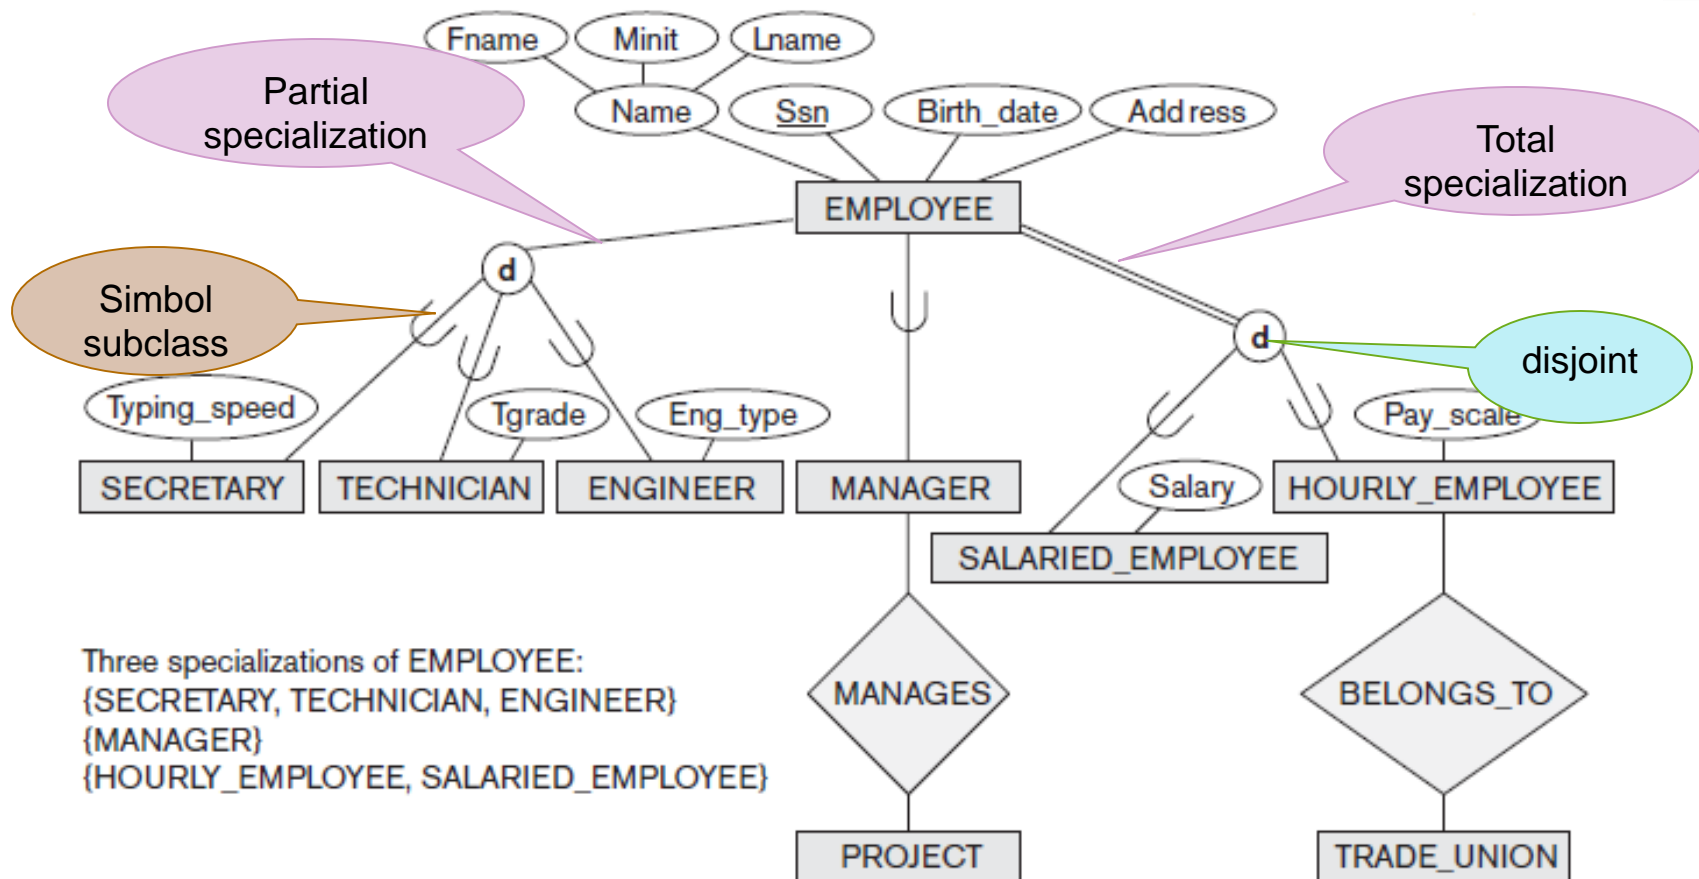 Fname
Minit
Lname
Partial
specialization
Name
Ssn
Birth_date
Add ress
Total
specialization
EMPLOYEE
d
Simbol
subclass
d
disjoint
Typing_speed
Tgrade
Eng_type
Pay_scale
SECRETARY
TECHNICIAN
ENGINEER
MANAGER
Salary
HOURLY_EMPLOYEE
SALARIED_EMPLOYEE
Three specializations of EMPLOYEE:
{SECRETARY, TECHNICIAN, ENGINEER}
{MANAGER}
{HOURLY_EMPLOYEE, SALARIED_EMPLOYEE}
MANAGES
BELONGS_TO
PROJECT
TRADE_UNION